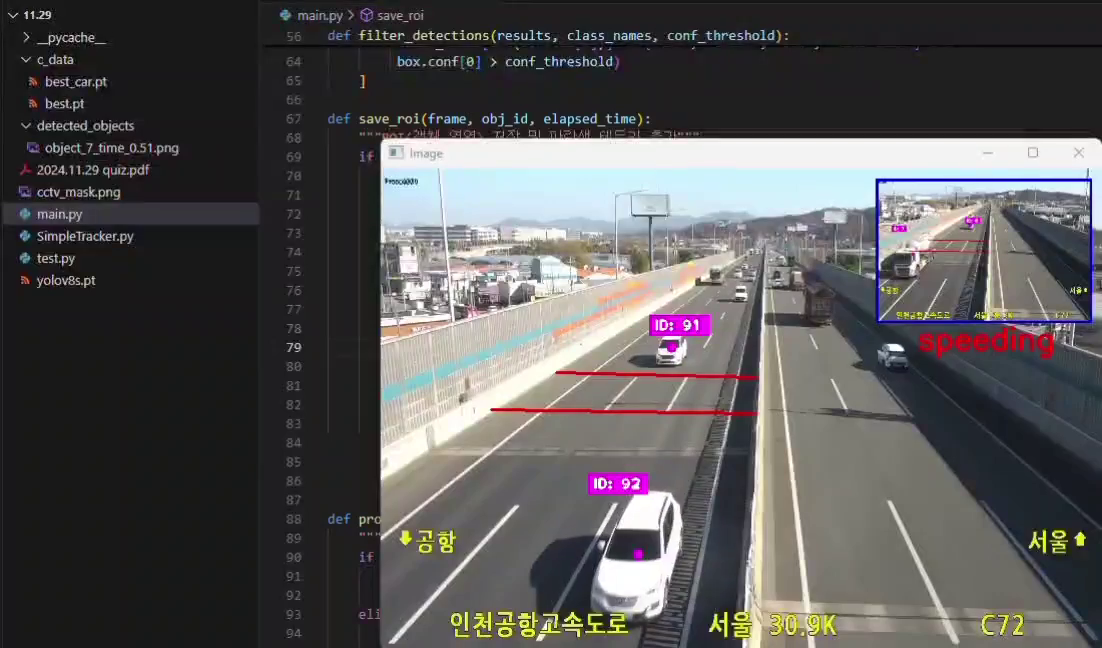 11.29
__pycache__
c_data
best_car.pt
best.pt
detected_objects
object_7_time_0.51.png
2024.11.29 quiz.pdf
cctv_mask.png
main.py
SimpleTracker.py
test.py
yolov8s.pt
main.py > save_roi
56 def filter_detections(results, class_names, conf_threshold):
64 box.conf[0] > conf_threshold)
65 ]
66
67 def save_roi(frame, obj_id, elapsed_time):
68
69 if
70
71
72
73
74
75
76
77
78
79
80
81
82
83
84
85
86
87
88 def pro
89 """
90 if
91
92
93 eli
94
Image
ID: 91
speeding
ID: 92
공항
서울
인천공항고속도로 서울 30.9K C72